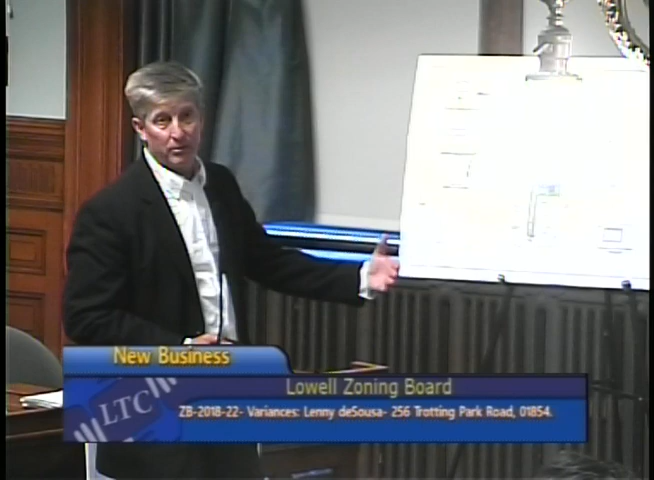 New Business
Lowell Zoning Board
LTC
ZB-2018-22- Variances: Lenny deSousa- 256 Trotting Park Road, 01854.